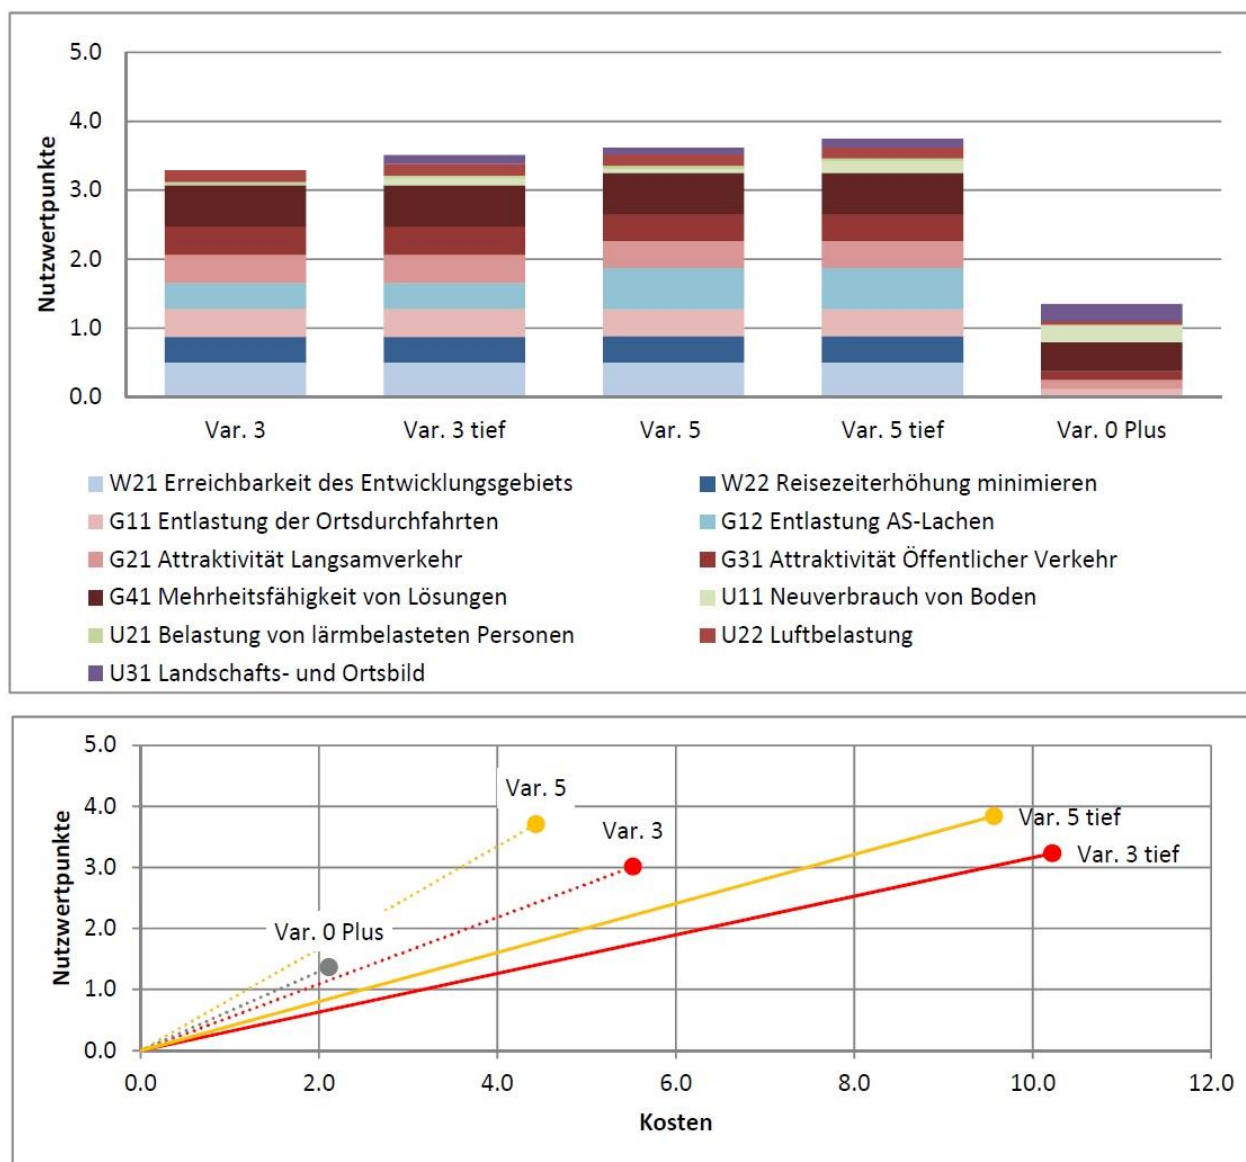 5.0
4.0
3.0
2.0
1.0
0.0
Nutzwertpunkte
Var. 3
Var. 3 tief
Var. 5
Var. 5 tief
Var. 0 Plus
W21 Erreichbarkeit des Entwicklungsgebiets
W22 Reisezeiterhöhung minimieren
G11 Entlastung der Ortsdurchfahrten
G12 Entlastung AS-Lachen
G21 Attraktivität Langsamverkehr
G31 Attraktivität Öffentlicher Verkehr
G41 Mehrheitsfähigkeit von Lösungen
U11 Neuverbrauch von Boden
U21 Belastung von lärmbelasteten Personen
U22 Luftbelastung
U31 Landschafts- und Ortsbild
5.0
4.0
3.0
2.0
1.0
0.0
Nutzwertpunkte
Var. 5
Var. 3
Var. 5 tief
Var. 3 tief
Var. 0 Plus
0.0
2.0
4.0
6.0
8.0
10.0
12.0
Kosten